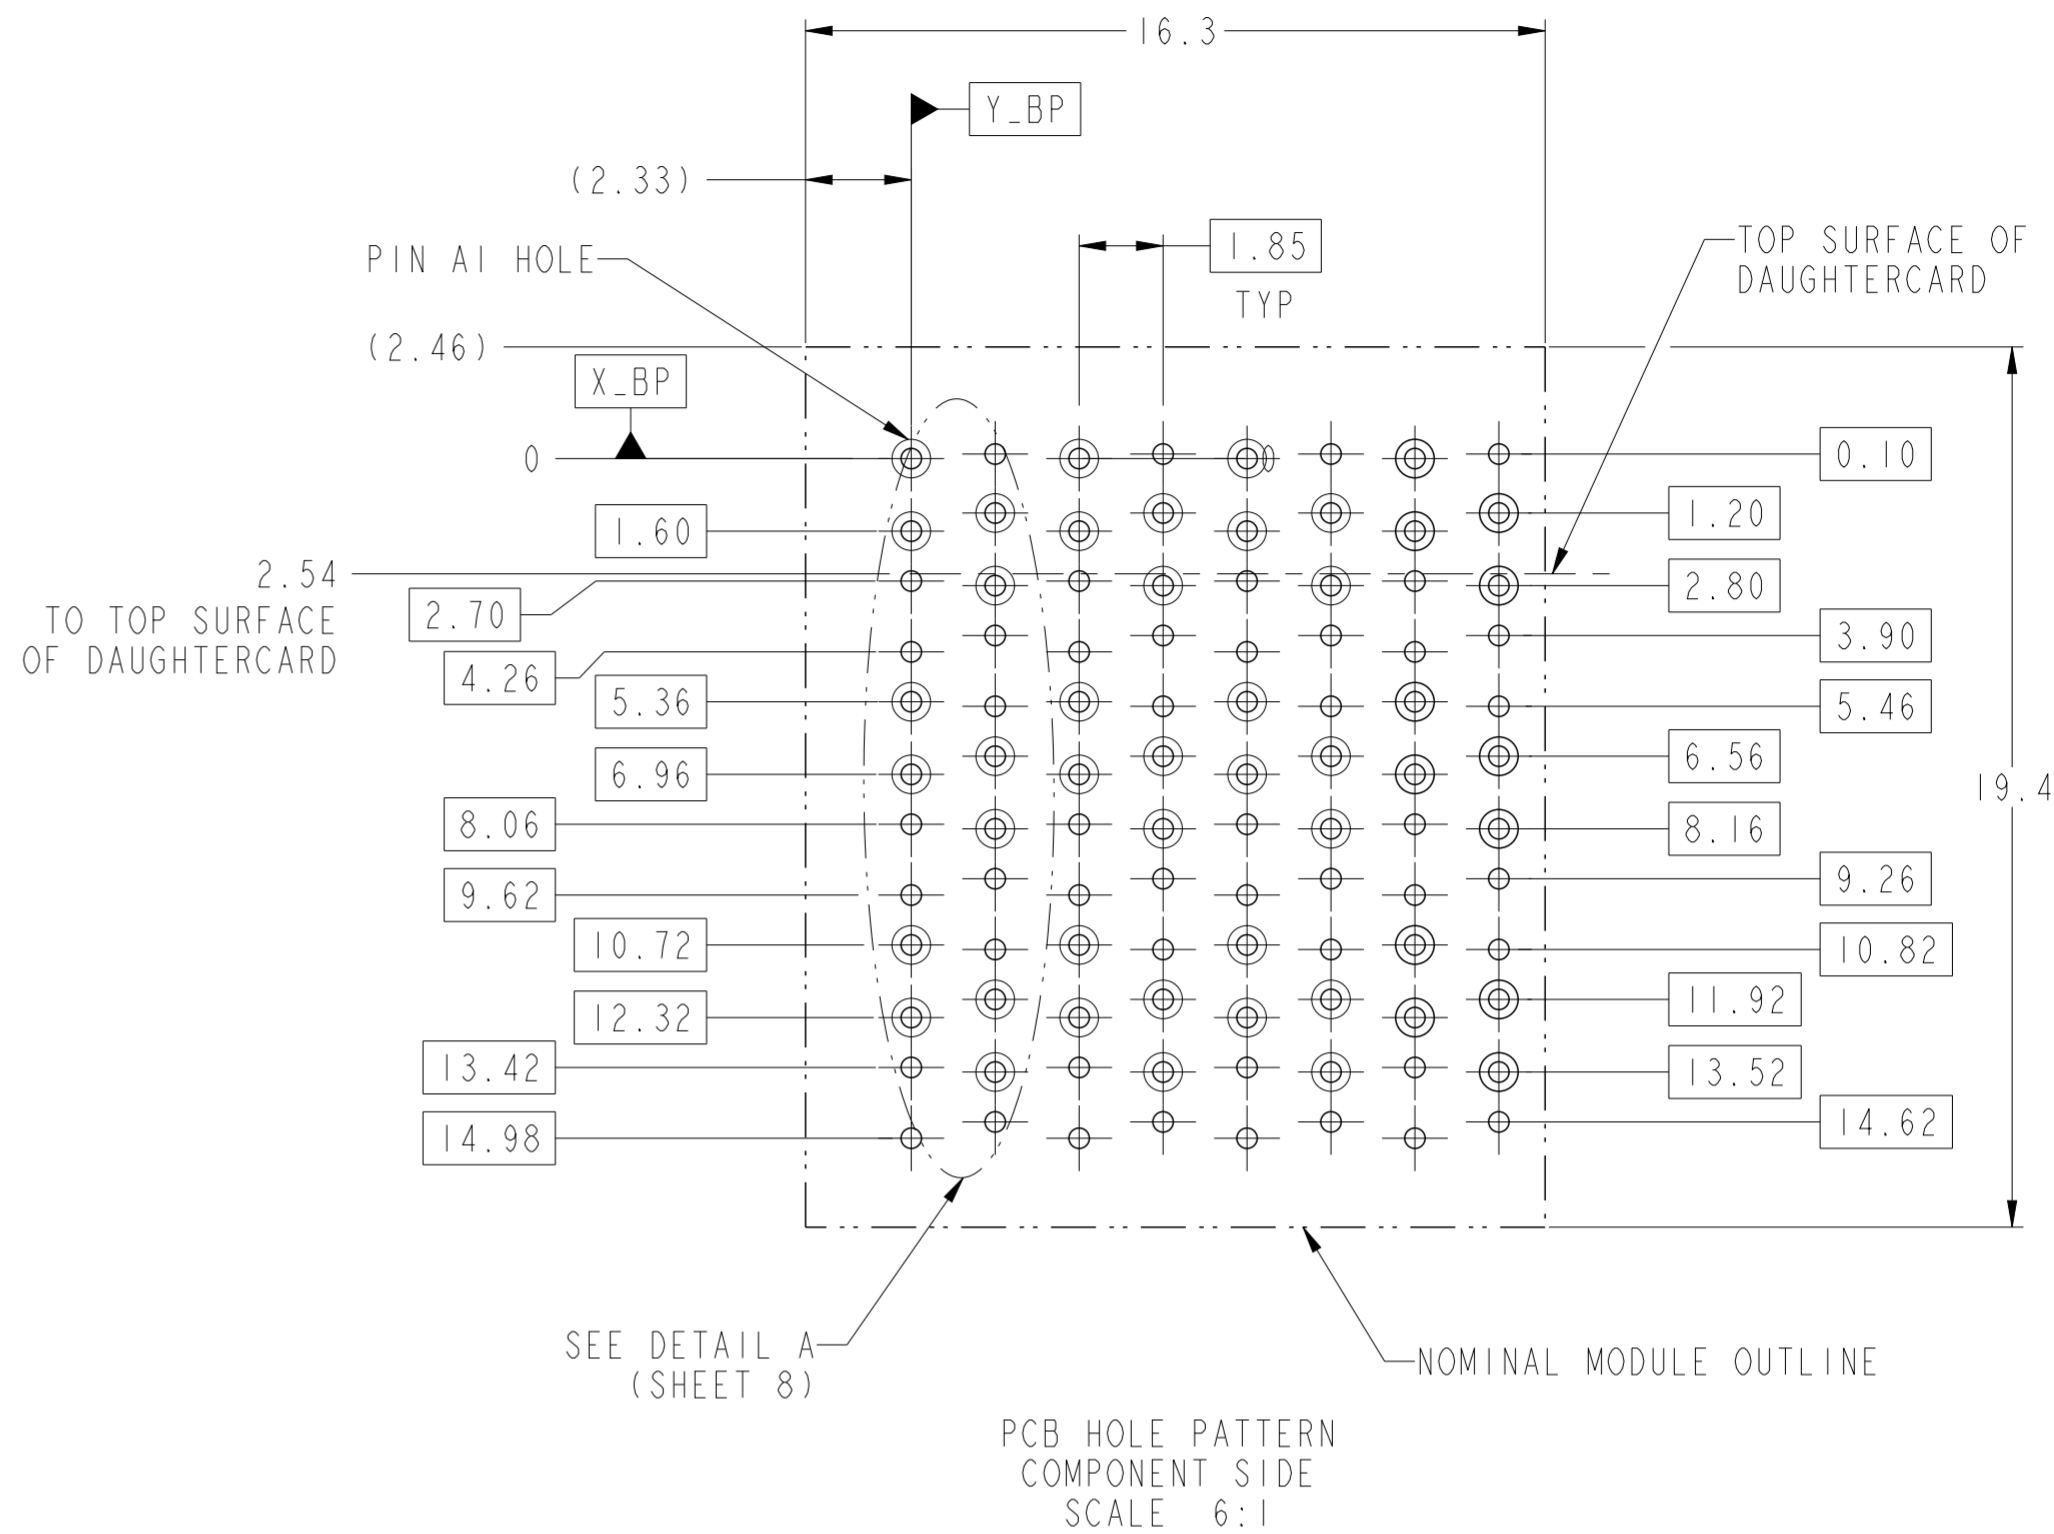 16.3
Y_BP
(2.33)
1.85
TYP
PIN A1 HOLE
TOP SURFACE OF
DAUGHTERCARD
(2.46)
X_BP
0
0.10
1.60
1.20
2.54
TO TOP SURFACE
OF DAUGHTERCARD
2.70
2.80
4.26
3.90
5.36
5.46
6.96
6.56
19.4
8.06
8.16
9.62
9.26
10.72
10.82
12.32
11.92
13.42
13.52
14.98
14.62
SEE DETAIL A
(SHEET 8)
NOMINAL MODULE OUTLINE
PCB HOLE PATTERN
COMPONENT SIDE
SCALE 6:1